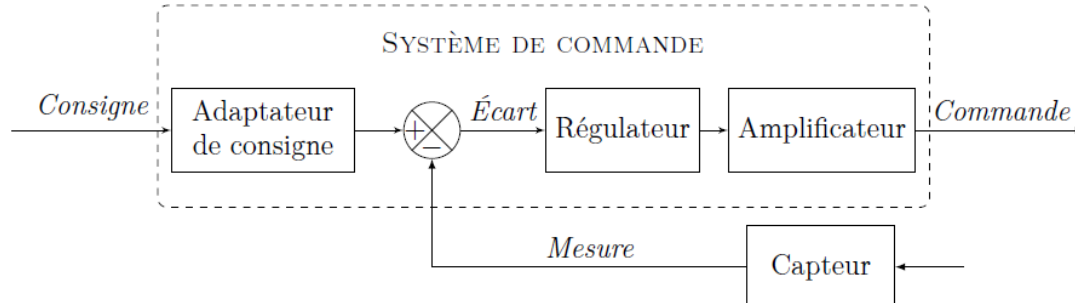 SYSTÈME DE COMMANDE
Consigne
Adaptateur
de consigne
+
−
Écart
Régulateur
Amplificateur
Commande
Mesure
Capteur